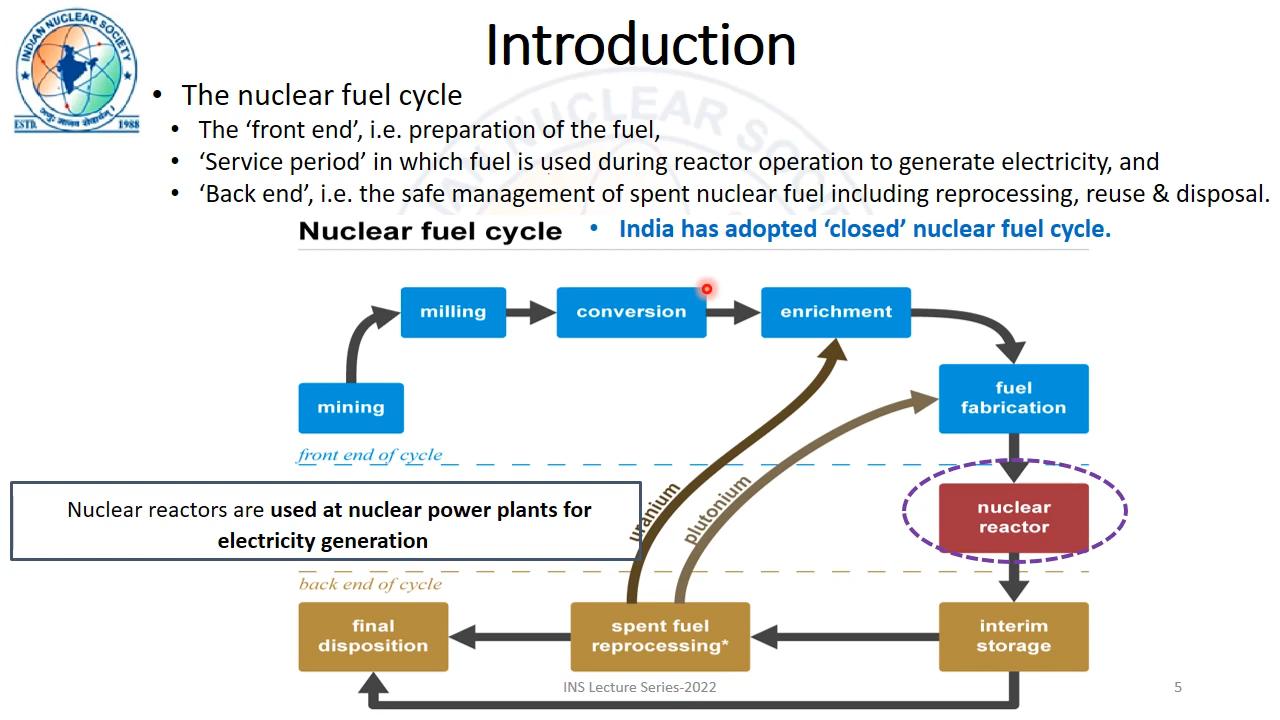 Introduction
INDIAN NUCLEAR SOCIETY
ESTD. 1988
• The nuclear fuel cycle
• The ‘front end’, i.e. preparation of the fuel,
• ‘Service period’ in which fuel is used during reactor operation to generate electricity, and
• ‘Back end’, i.e. the safe management of spent nuclear fuel including reprocessing, reuse & disposal.
Nuclear fuel cycle
• India has adopted ‘closed’ nuclear fuel cycle.
milling
conversion
enrichment
mining
fuel
fabrication
front end of cycle
uranium
plutonium
Nuclear reactors are used at nuclear power plants for
electricity generation
nuclear
reactor
back end of cycle
final
disposition
spent fuel
reprocessing*
interim
storage
INS Lecture Series-2022
5